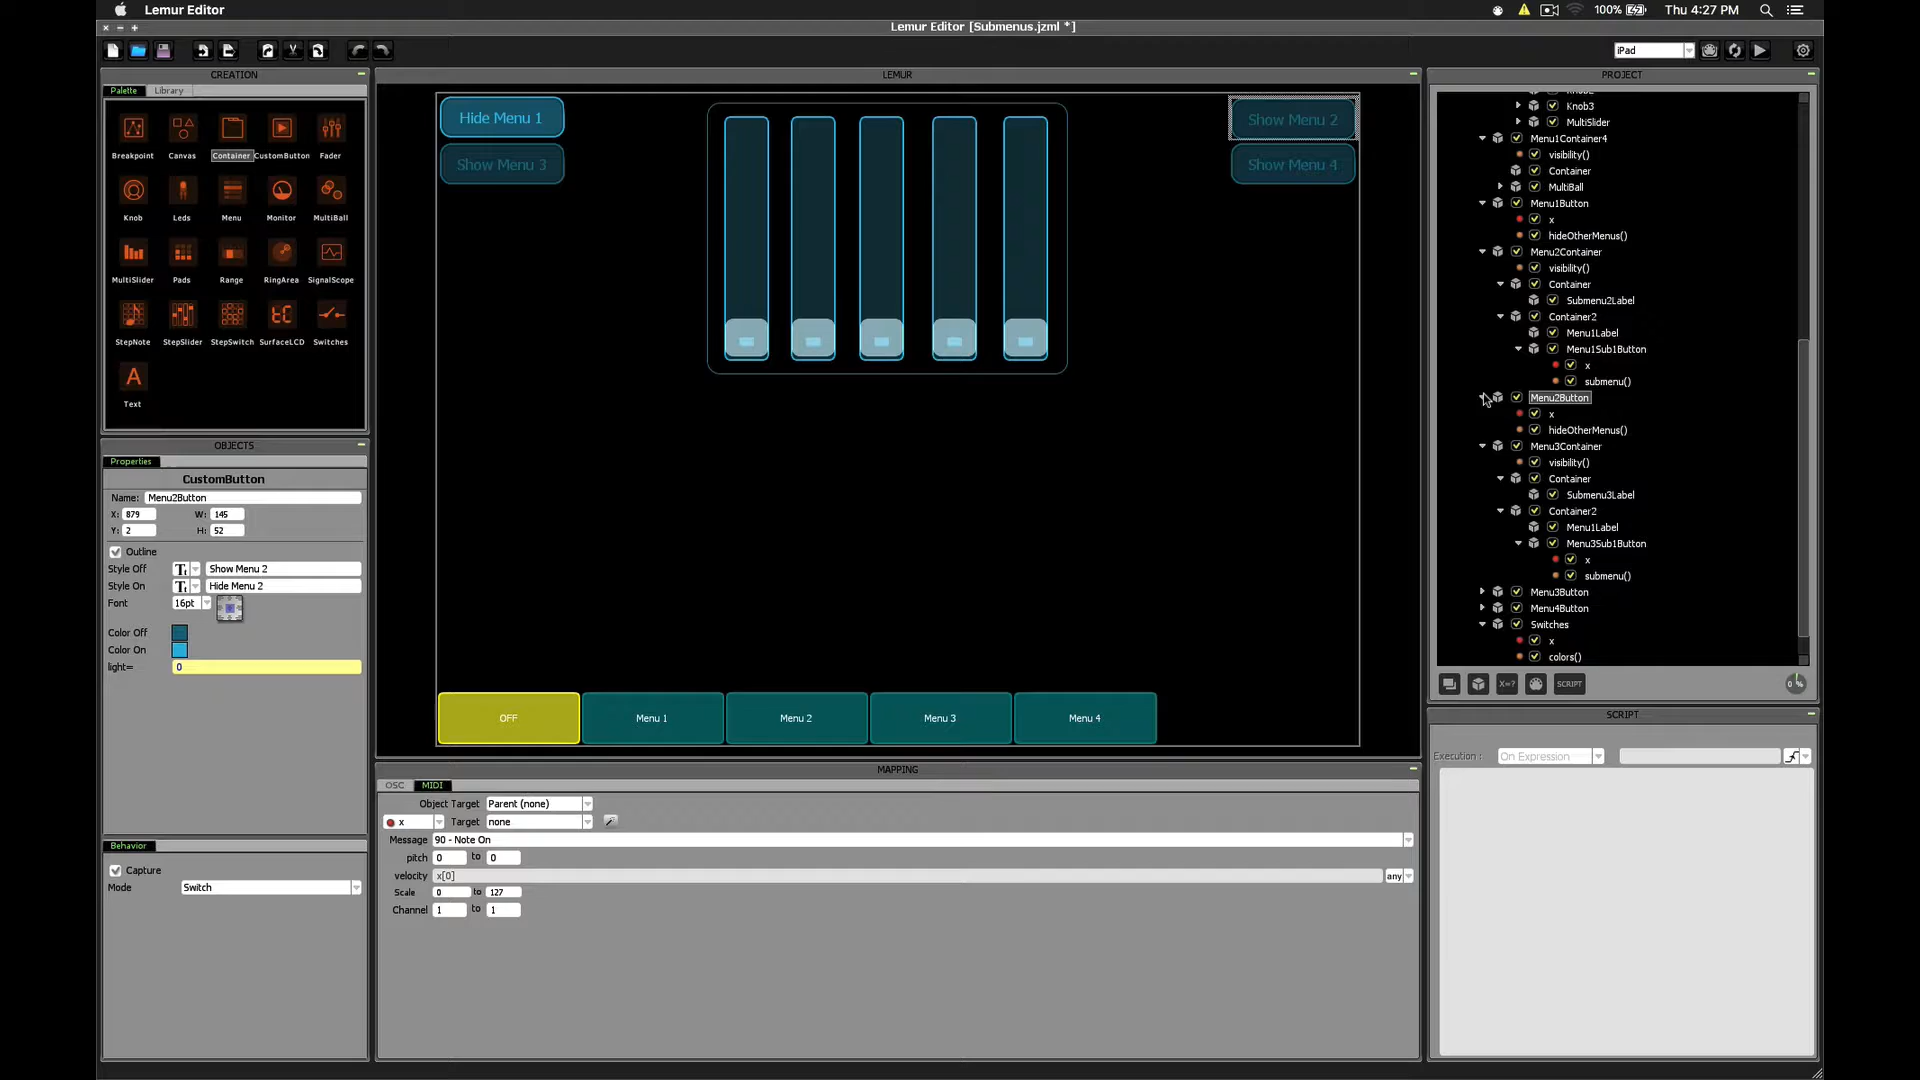 Lemur Editor
100%
Thu 4:27 PM
Lemur Editor [Submenus.jzml *]
iPad
CREATION
Palette
Library
Breakpoint
Canvas
Container
CustomButton
Fader
Knob
Leds
Menu
Monitor
MultiBall
MultiSlider
Pads
Range
RingArea
SignalScope
StepNote
StepSlider
StepSwitch
SurfaceLCD
Switches
A
Text
OBJECTS
Properties
CustomButton
Name: Menu2Button
X: 879 W: 145
Y: 2 H: 52
Outline
Style Off Tt Show Menu 2
Style On Tt Hide Menu 2
Font 16pt
Color Off
Color On
light= 0
Behavior
Capture
Mode Switch
LEMUR
Hide Menu 1
Show Menu 2
Show Menu 3
Show Menu 4
OFF
Menu 1
Menu 2
Menu 3
Menu 4
MAPPING
OSC
MIDI
Object Target Parent (none)
x Target none
Message 90 - Note On
pitch 0 to 0
velocity x[0] any
Scale 0 to 127
Channel 1 to 1
PROJECT
Knob3
MultiSlider
Menu1Container4
visibility()
Container
MultiBall
Menu1Button
x
hideOtherMenus()
Menu2Container
visibility()
Container
Submenu2Label
Container2
Menu1Label
Menu1Sub1Button
x
submenu()
Menu2Button
x
hideOtherMenus()
Menu3Container
visibility()
Container
Submenu3Label
Container2
Menu1Label
Menu3Sub1Button
x
submenu()
Menu3Button
Menu4Button
Switches
x
colors()
X=?
SCRIPT
0 %
SCRIPT
Execution : On Expression